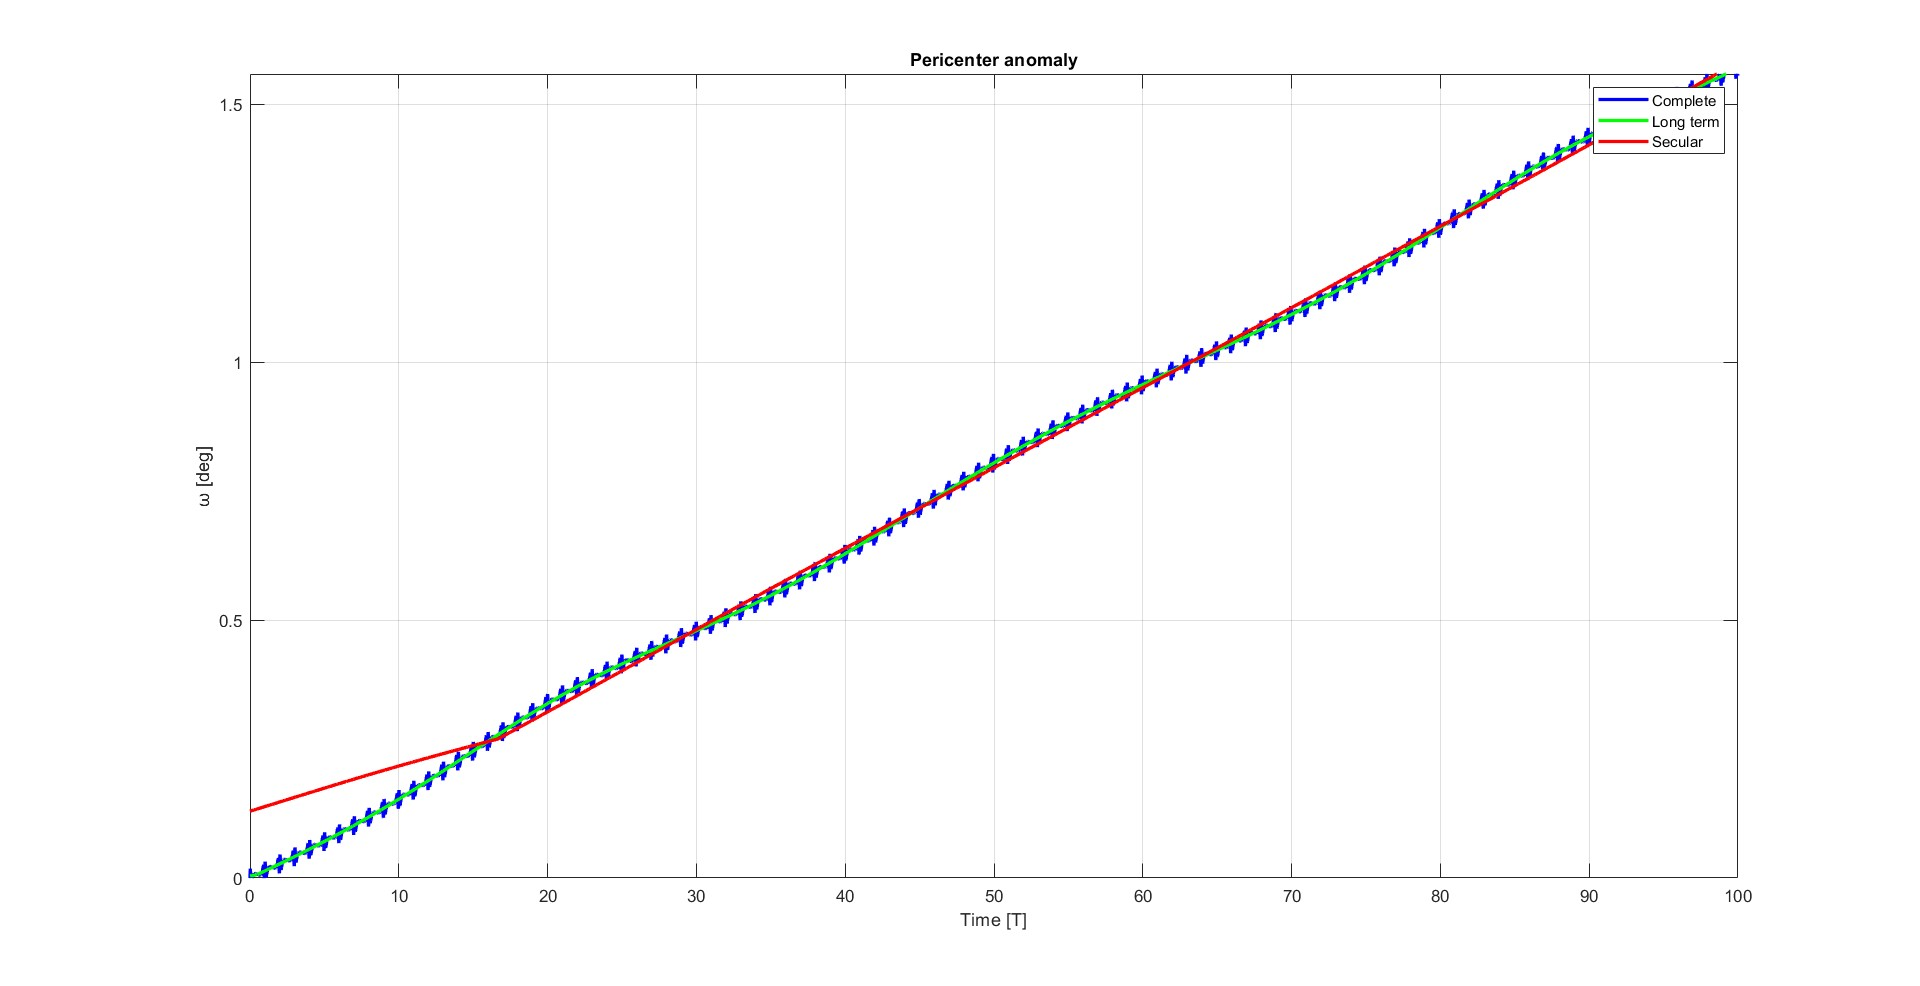 Pericenter anomaly
1.5
1
0.5
0
ω [deg]
0 10 20 30 40 50 60 70 80 90 100
Time [T]
Complete
Long term
Secular